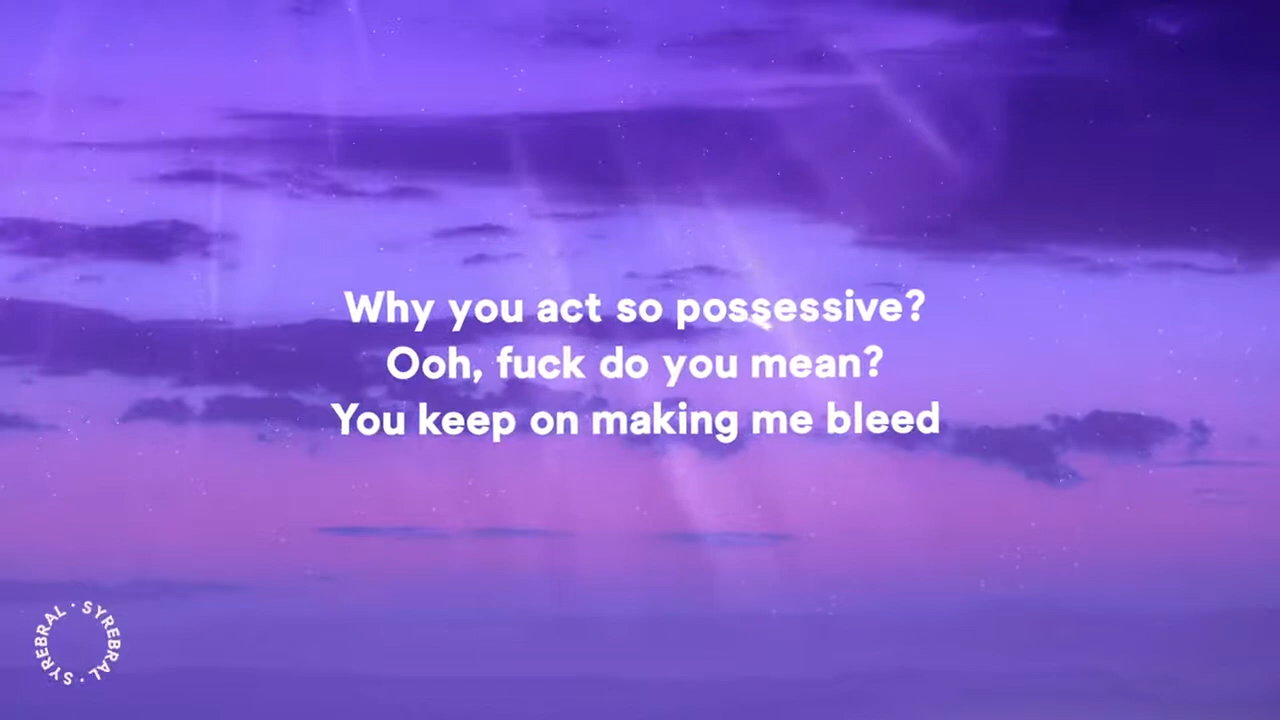 Why you act so possessive?
Ooh, fuck do you mean?
You keep on making me bleed
SYREBRAL · SYREBRAL ·